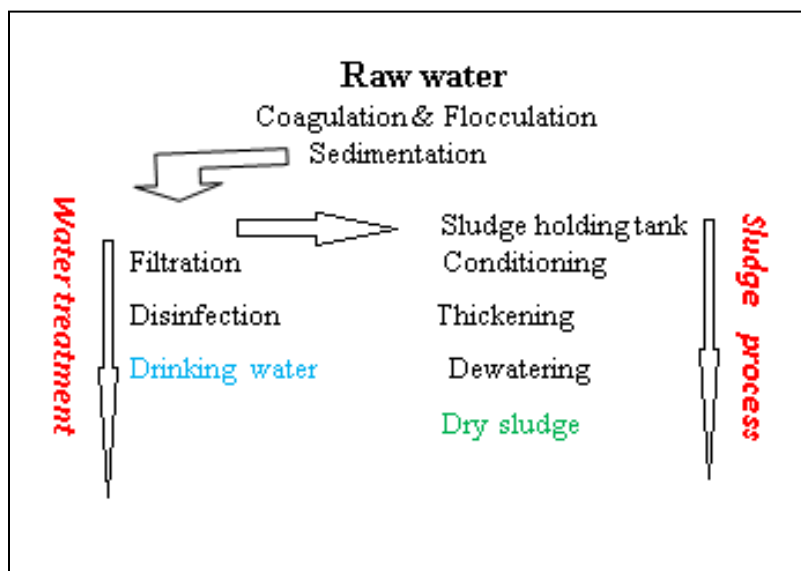 Raw water
Coagulation & Flocculation
Sedimentation
Water treatment
Filtration
Disinfection
Drinking water
Sludge holding tank
Conditioning
Thickening
Dewatering
Dry sludge
Sludge process